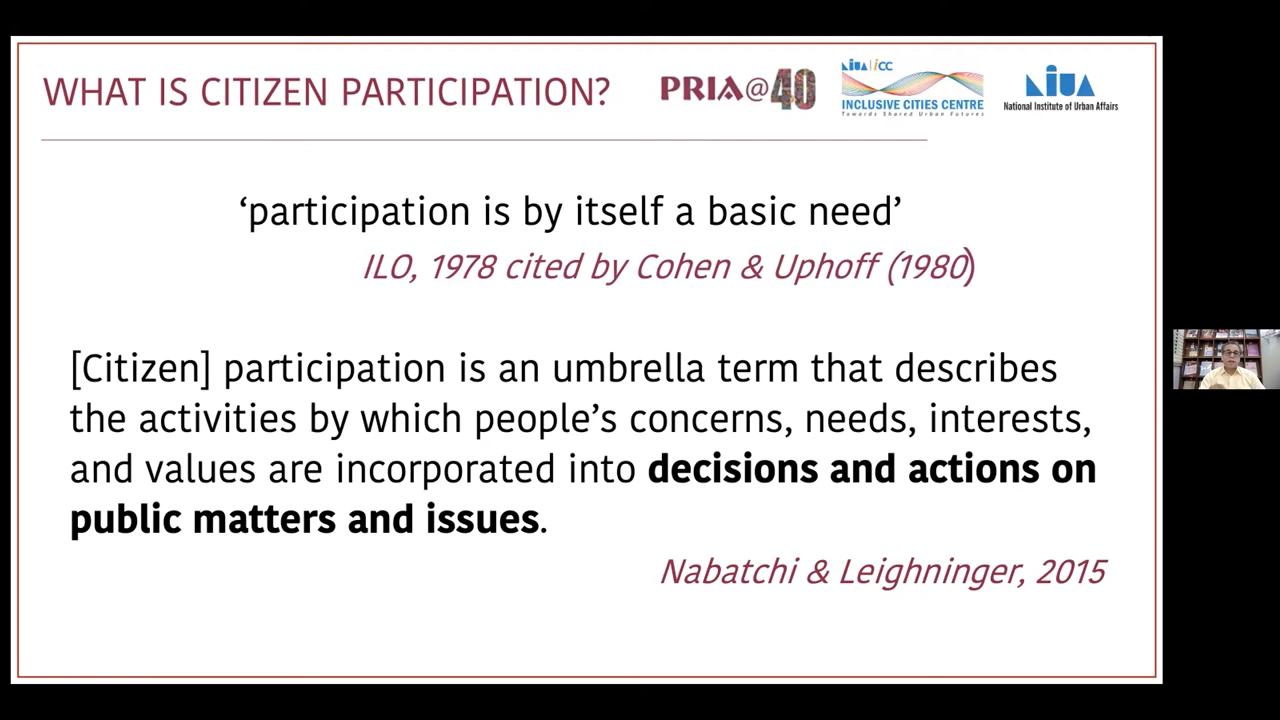 WHAT IS CITIZEN PARTICIPATION?
PRIA@40
NIUA|iCC
INCLUSIVE CITIES CENTRE
Towards Shared Urban Futures
NIUA
National Institute of Urban Affairs
‘participation is by itself a basic need’
ILO, 1978 cited by Cohen & Uphoff (1980)
[Citizen] participation is an umbrella term that describes
the activities by which people’s concerns, needs, interests,
and values are incorporated into decisions and actions on
public matters and issues.
Nabatchi & Leighninger, 2015